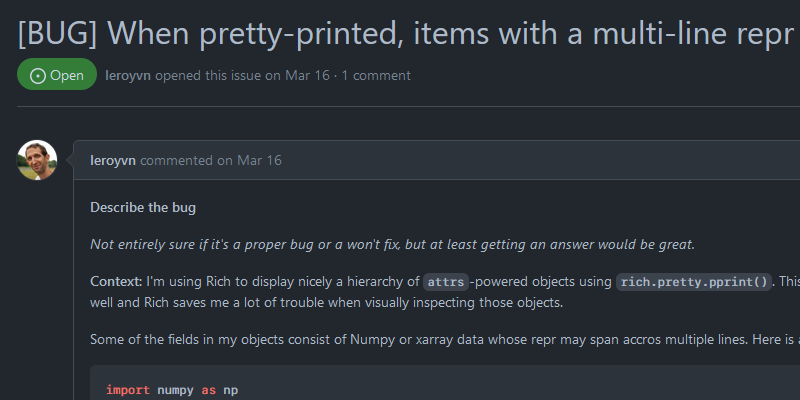 [BUG] When pretty-printed, items with a multi-line repr
Open leroyvn opened this issue on Mar 16 · 1 comment
leroyvn commented on Mar 16
Describe the bug
Not entirely sure if it's a proper bug or a won't fix, but at least getting an answer would be great.
Context: I'm using Rich to display nicely a hierarchy of attrs-powered objects using rich.pretty.pprint(). This
well and Rich saves me a lot of trouble when visually inspecting those objects.
Some of the fields in my objects consist of Numpy or xarray data whose repr may span accros multiple lines. Here is
import numpy as np